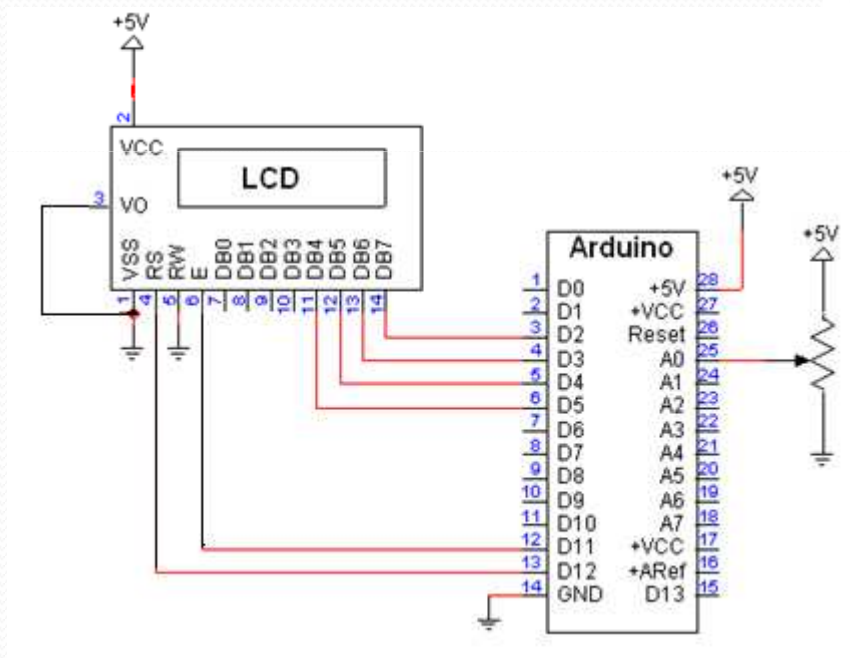 +5V
2
VCC
LCD
3
VO
VSS
RS
RW
E
DB0
DB1
DB2
DB3
DB4
DB5
DB6
DB7
1
4
5
6
7
8
9
10
11
12
13
14
+5V
+5V
Arduino
1 D0 +5V 28
2 D1 +VCC 27
3 D2 Reset 26
4 D3 A0 25
5 D4 A1 24
6 D5 A2 23
7 D6 A3 22
8 D7 A4 21
9 D8 A5 20
10 D9 A6 19
11 D10 A7 18
12 D11 +VCC 17
13 D12 +ARef 16
14 GND D13 15